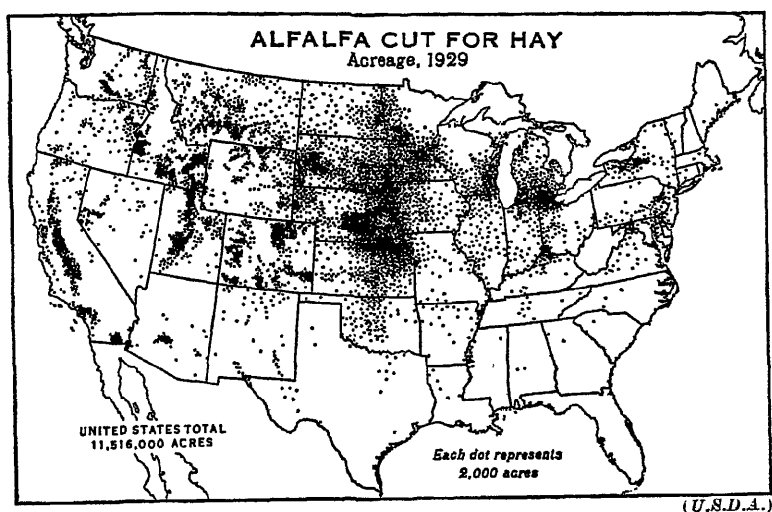 ALFALFA CUT FOR HAY
Acreage, 1929
UNITED STATES TOTAL
11,516,000 ACRES
Each dot represents
2,000 acres
(U.S.D.A.)